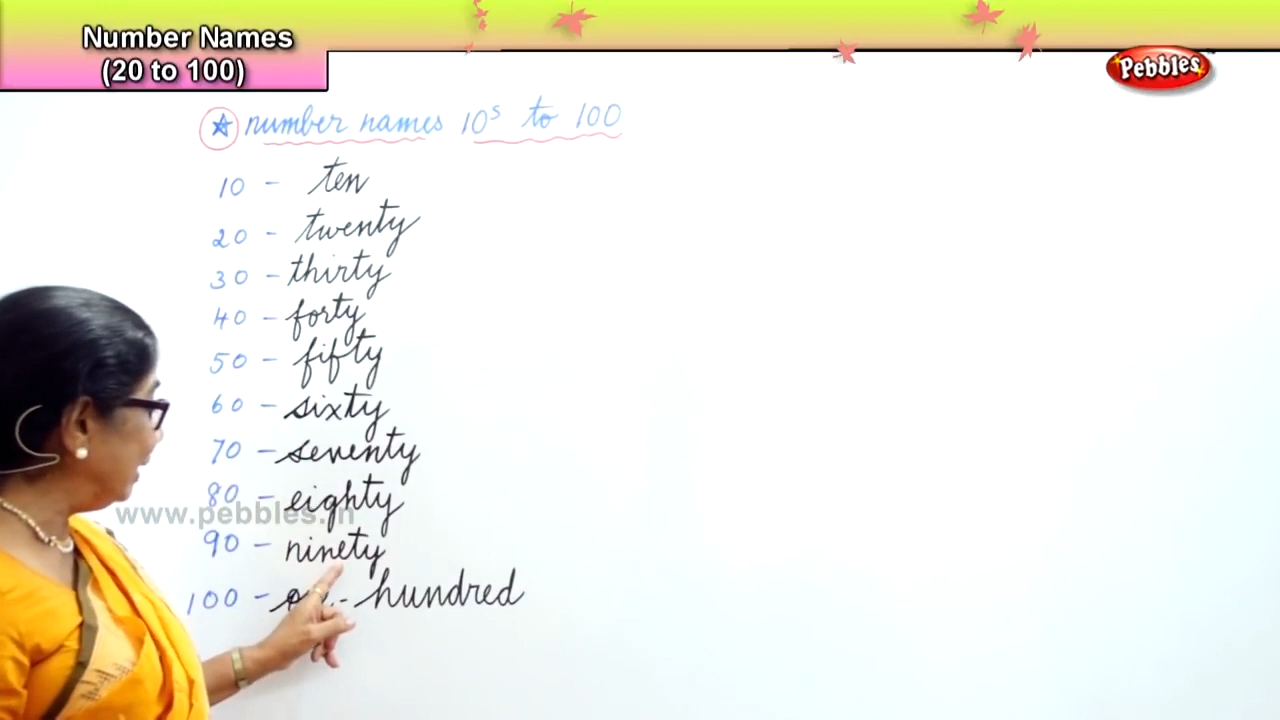 Number Names
(20 to 100)
Pebbles
number names 10s to 100
10 - ten
20 - twenty
30 - thirty
40 - forty
50 - fifty
60 - sixty
70 - seventy
80 - eighty
www.pebbles.in
90 - ninety
100 - hundred